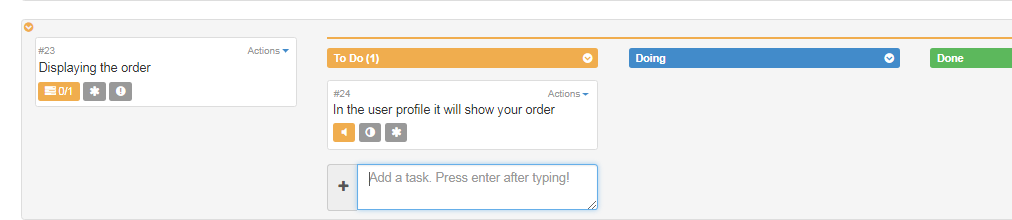 #23
Actions
Displaying the order
0/1
To Do (1)
Doing
Done
#24
Actions
In the user profile it will show your order
Add a task. Press enter after typing!